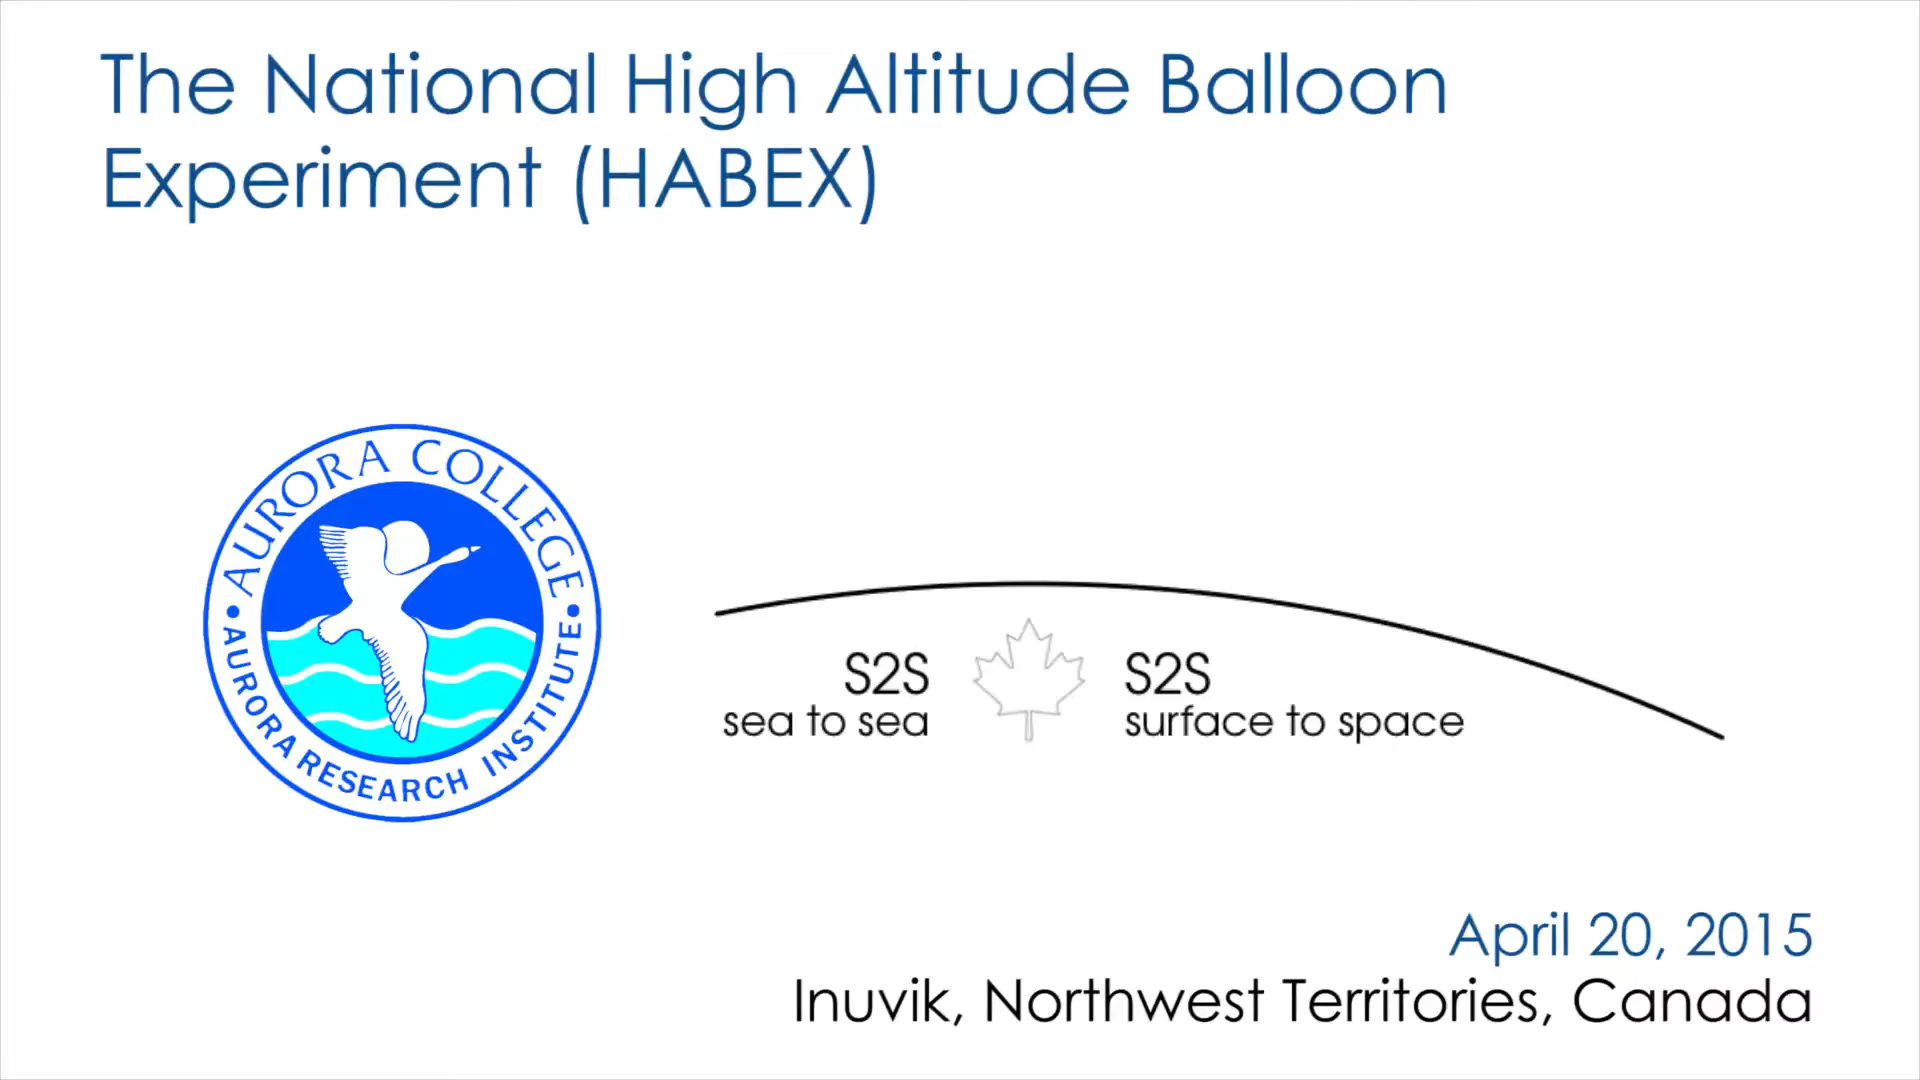 The National High Altitude Balloon
Experiment (HABEX)
AURORA COLLEGE
• AURORA RESEARCH INSTITUTE •
S2S
sea to sea
S2S
surface to space
April 20, 2015
Inuvik, Northwest Territories, Canada